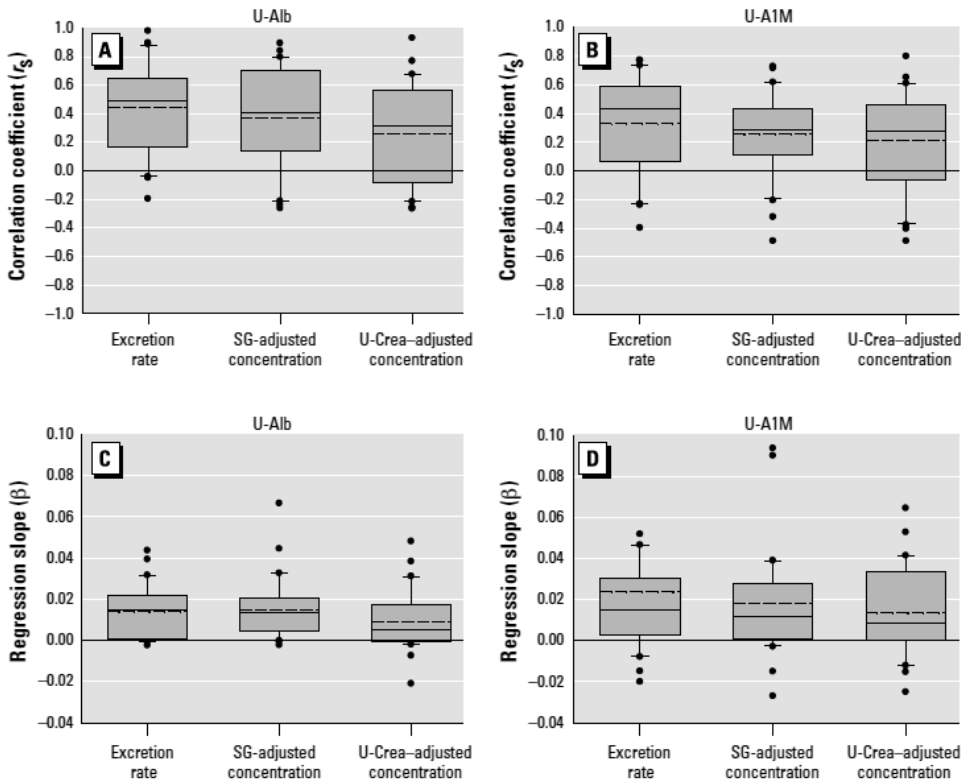 U-Alb
A
Correlation coefficient (rS)
1.0
0.8
0.6
0.4
0.2
0.0
−0.2
−0.4
−0.6
−0.8
−1.0
Excretion
rate
SG-adjusted
concentration
U-Crea–adjusted
concentration
U-A1M
B
Correlation coefficient (rS)
1.0
0.8
0.6
0.4
0.2
0.0
−0.2
−0.4
−0.6
−0.8
−1.0
Excretion
rate
SG-adjusted
concentration
U-Crea–adjusted
concentration
U-Alb
C
Regression slope (β)
0.10
0.08
0.06
0.04
0.02
0.00
−0.02
−0.04
Excretion
rate
SG-adjusted
concentration
U-Crea–adjusted
concentration
U-A1M
D
Regression slope (β)
0.10
0.08
0.06
0.04
0.02
0.00
−0.02
−0.04
Excretion
rate
SG-adjusted
concentration
U-Crea–adjusted
concentration